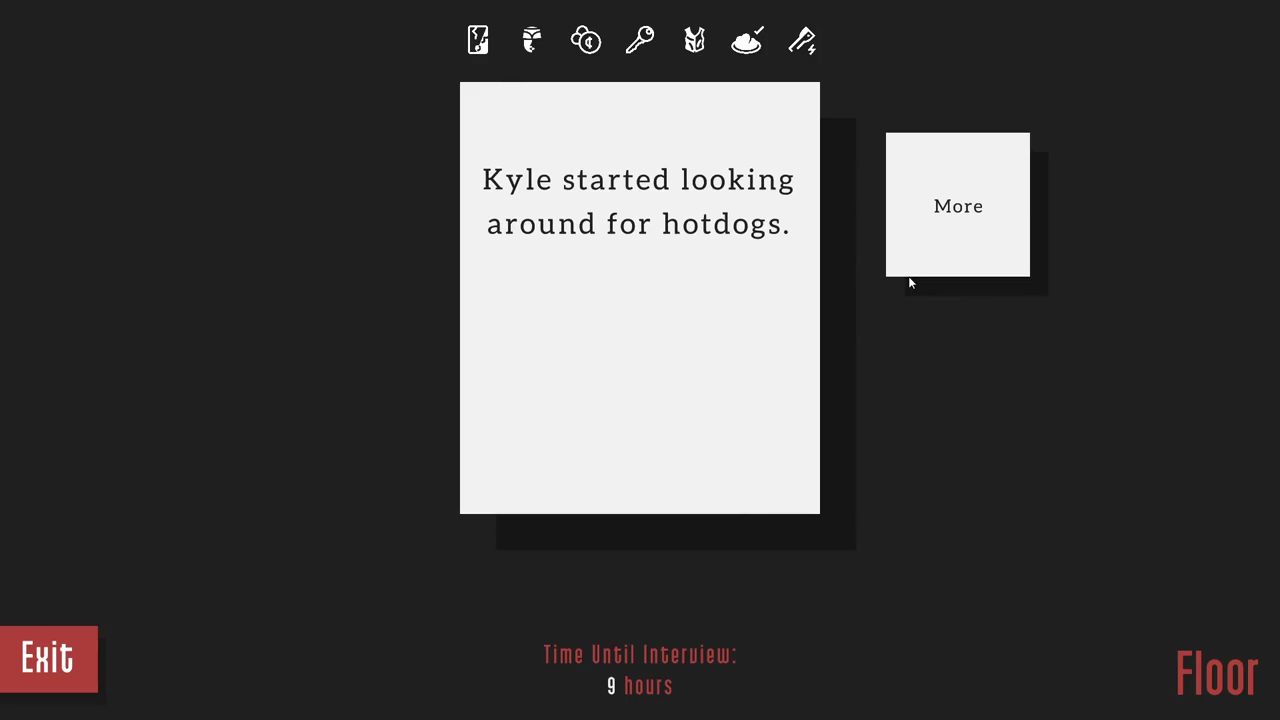 Kyle started looking
around for hotdogs.
More
Exit
Time Until Interview:
9 hours
Floor